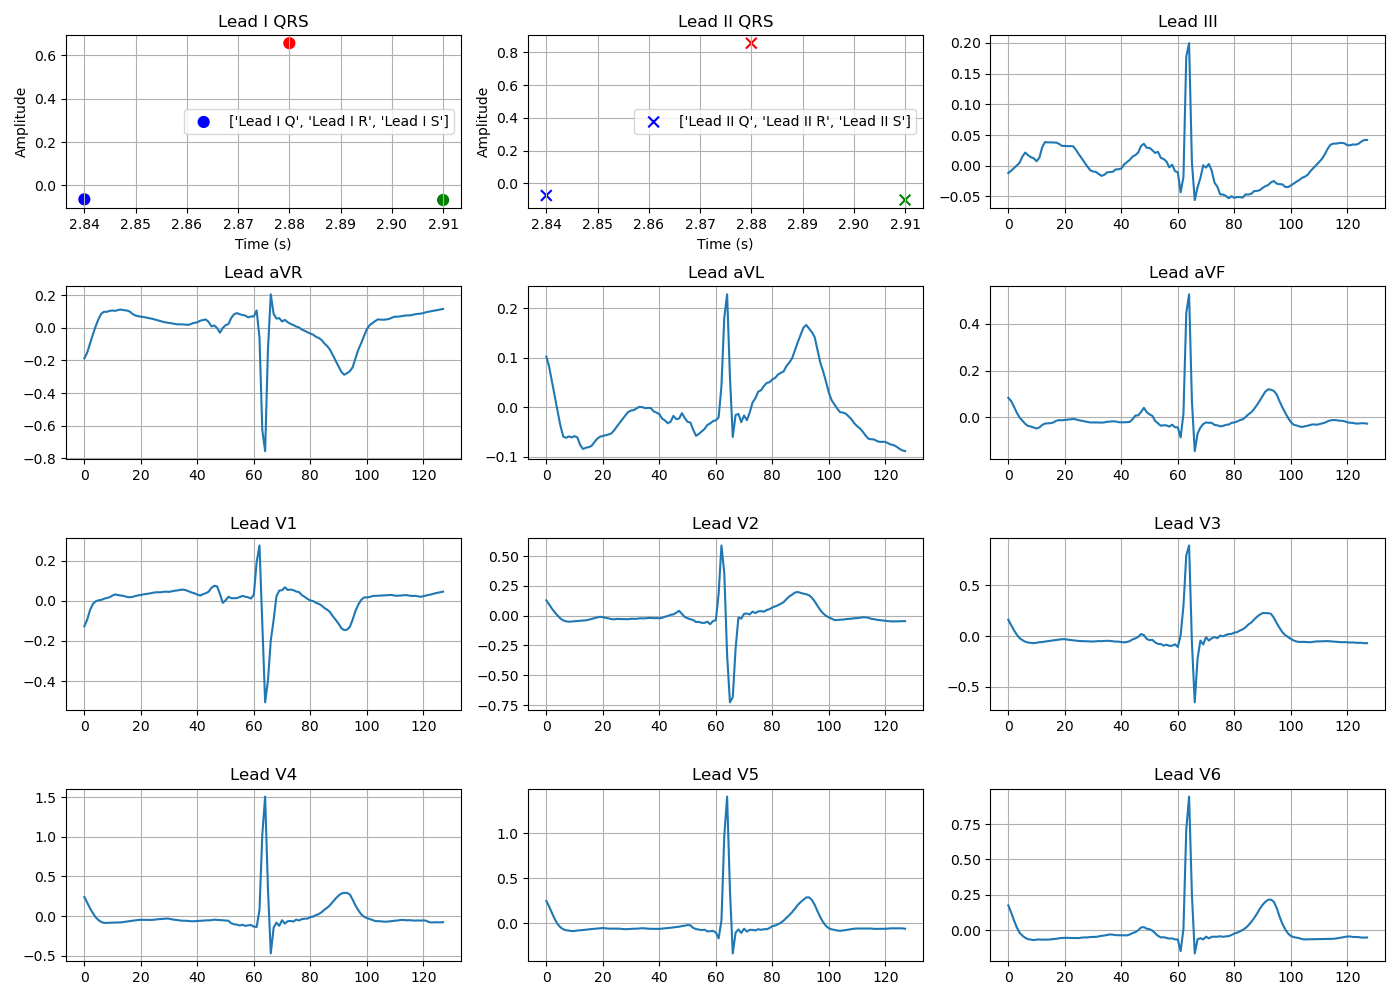 Lead I QRS
0.6
0.4
0.2
0.0
Amplitude
['Lead I Q', 'Lead I R', 'Lead I S']
2.84 2.85 2.86 2.87 2.88 2.89 2.90 2.91
Time (s)
Lead II QRS
0.8
0.6
0.4
0.2
0.0
Amplitude
['Lead II Q', 'Lead II R', 'Lead II S']
2.84 2.85 2.86 2.87 2.88 2.89 2.90 2.91
Time (s)
Lead III
0.20
0.15
0.10
0.05
0.00
−0.05
0 20 40 60 80 100 120
Lead aVR
0.2
0.0
−0.2
−0.4
−0.6
−0.8
0 20 40 60 80 100 120
Lead aVL
0.2
0.1
0.0
−0.1
0 20 40 60 80 100 120
Lead aVF
0.4
0.2
0.0
0 20 40 60 80 100 120
Lead V1
0.2
0.0
−0.2
−0.4
0 20 40 60 80 100 120
Lead V2
0.50
0.25
0.00
−0.25
−0.50
−0.75
0 20 40 60 80 100 120
Lead V3
0.5
0.0
−0.5
0 20 40 60 80 100 120
Lead V4
1.5
1.0
0.5
0.0
−0.5
0 20 40 60 80 100 120
Lead V5
1.0
0.5
0.0
0 20 40 60 80 100 120
Lead V6
0.75
0.50
0.25
0.00
0 20 40 60 80 100 120